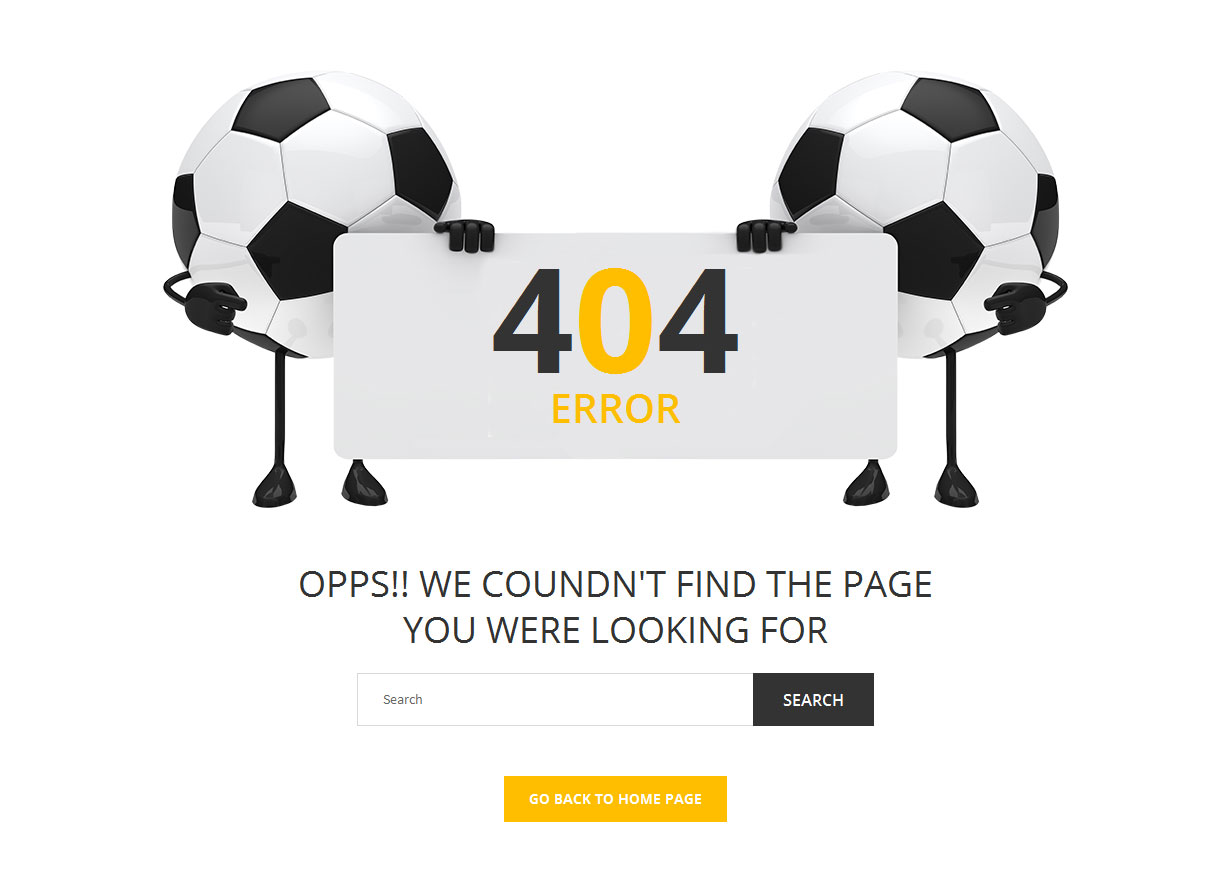 404
ERROR
OPPS!! WE COUNDN'T FIND THE PAGE
YOU WERE LOOKING FOR
Search
SEARCH
GO BACK TO HOME PAGE